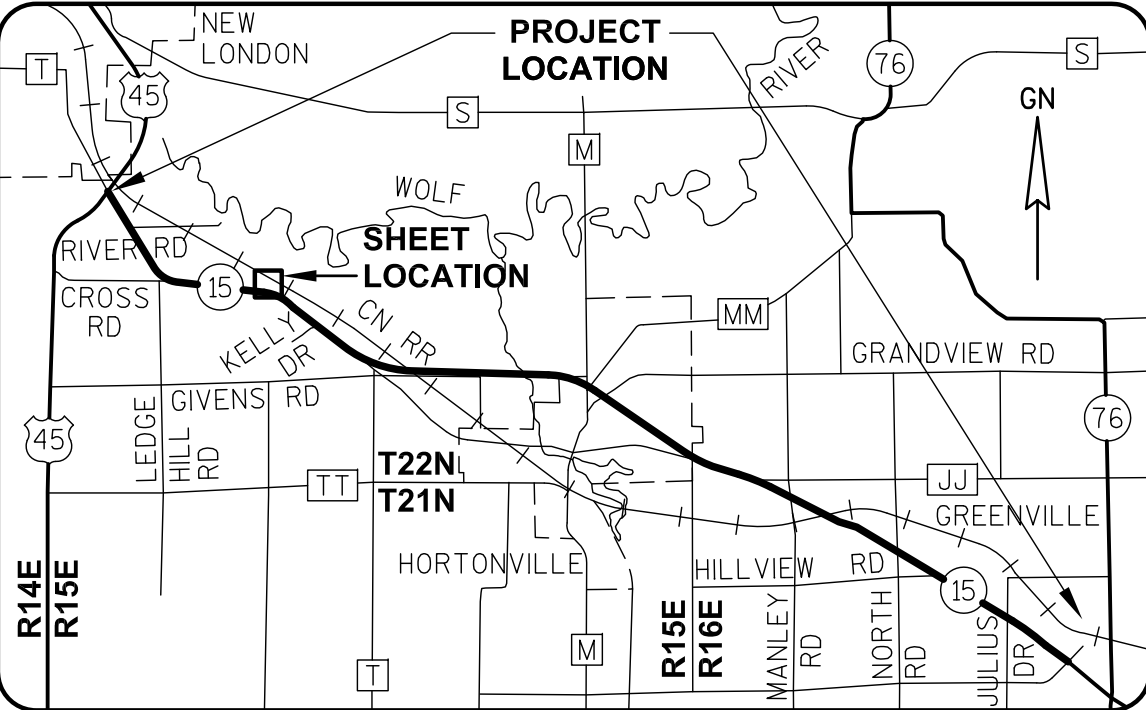 NEW
LONDON
PROJECT
LOCATION
T
45
S
76
S
RIVER
M
GN
WOLF
SHEET
LOCATION
RIVER RD
15
CROSS
RD
KELLY
DR
CN RR
MM
GRANDVIEW RD
GIVENS RD
LEDGE
HILL
RD
45
76
T22N
T21N
TT
JJ
GREENVILLE
HORTONVILLE
HILLVIEW RD
15
R14E
R15E
R15E
R16E
MANLEY
RD
NORTH
RD
JULIUS
DR
T
M